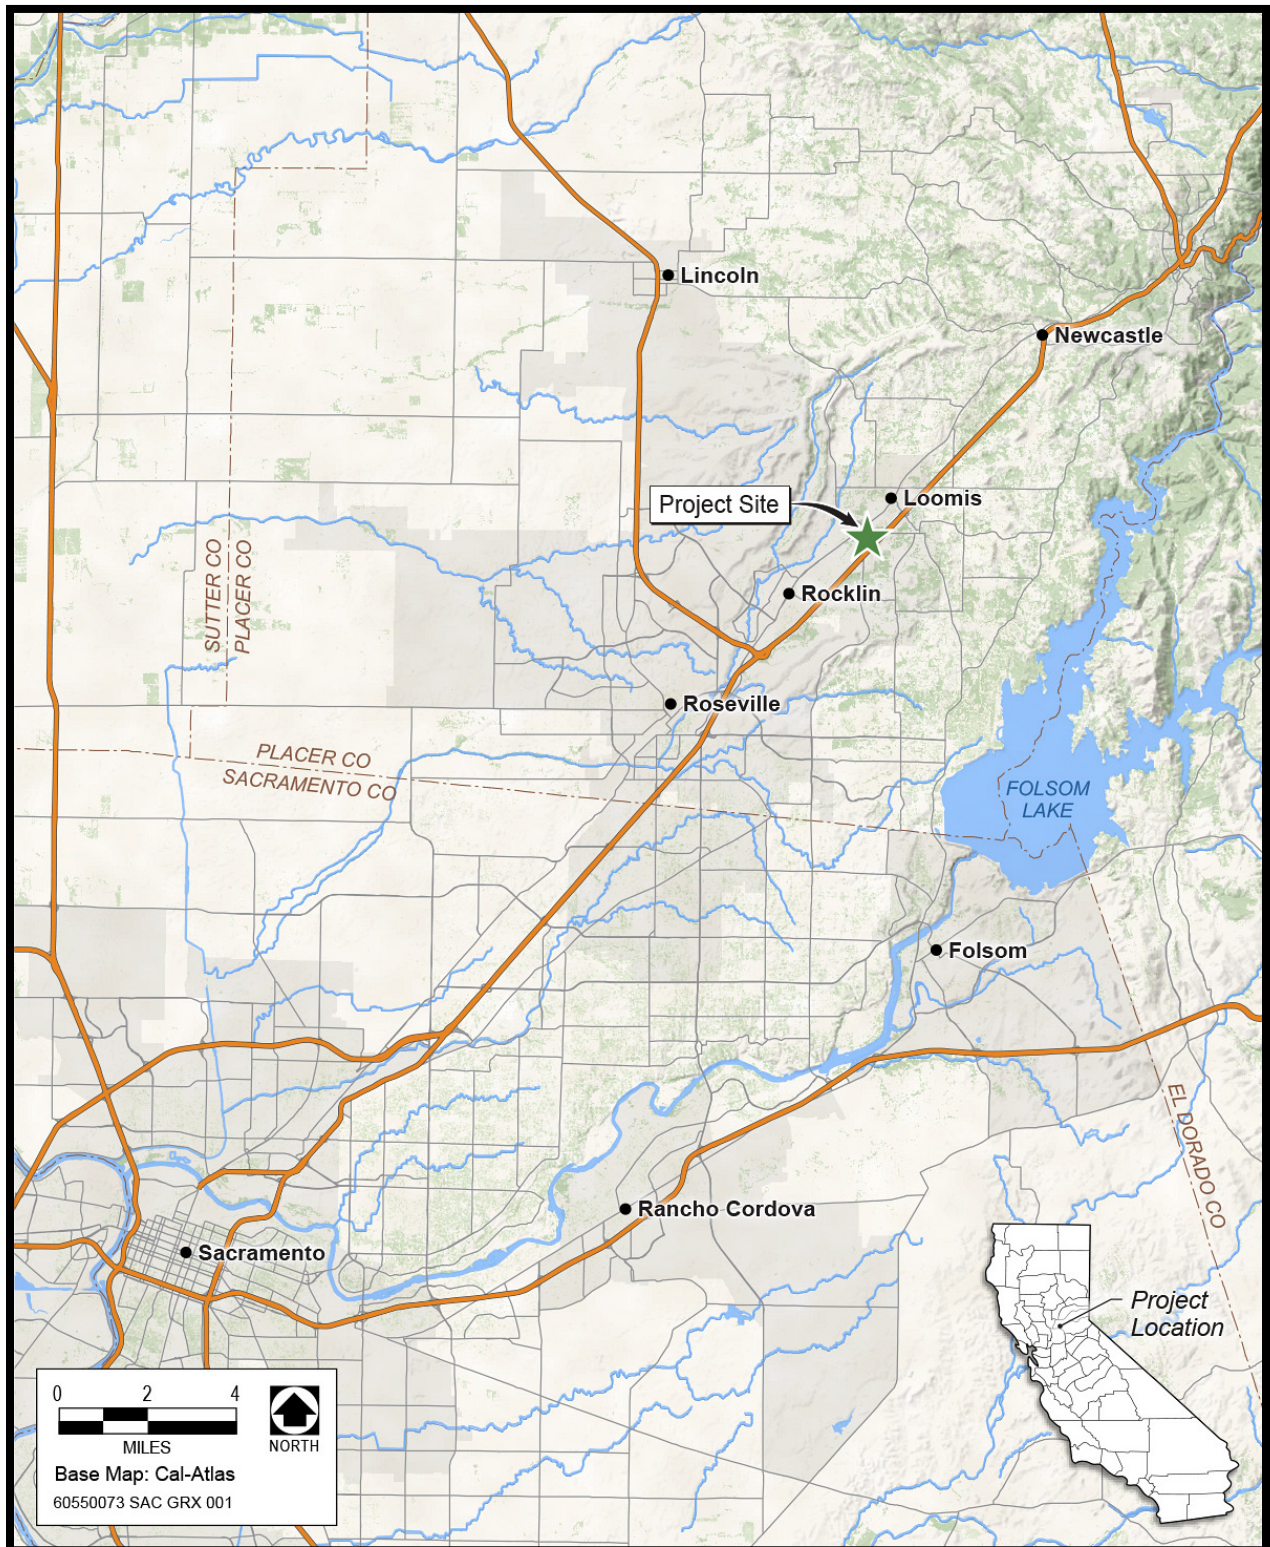 Lincoln
Newcastle
Loomis
Project Site
Rocklin
SUTTER CO
PLACER CO
Roseville
PLACER CO
SACRAMENTO CO
FOLSOM
LAKE
Folsom
EL DORADO CO
Rancho Cordova
Sacramento
Project
Location
0 2 4
MILES
NORTH
Base Map: Cal-Atlas
60550073 SAC GRX 001